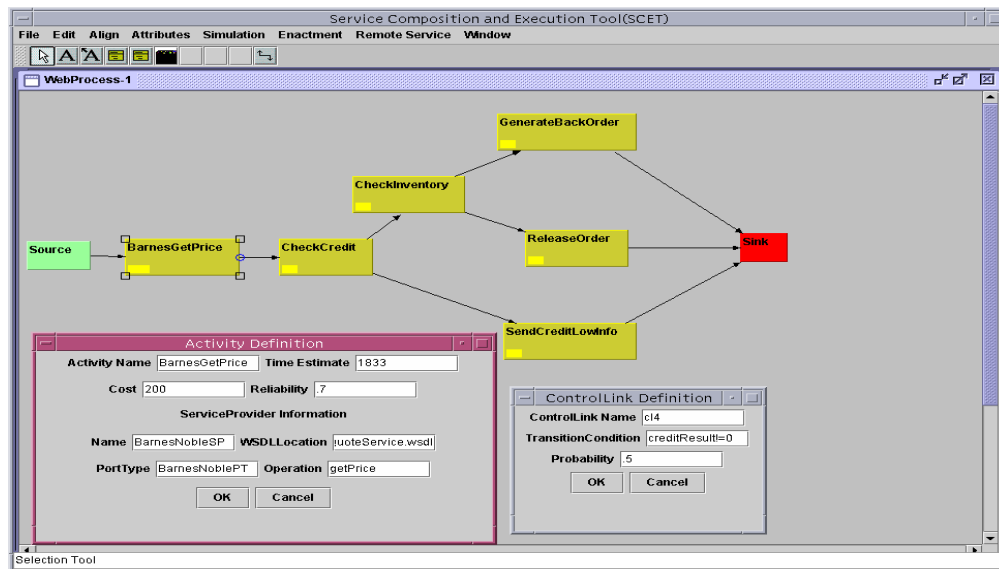 Service Composition and Execution Tool(SCET)
File Edit Align Attributes Simulation Enactment Remote Service Window
A A
WebProcess-1
GenerateBackOrder
CheckInventory
Source
BarnesGetPrice
CheckCredit
ReleaseOrder
Sink
SendCreditLowInfo
Activity Definition
Activity Name BarnesGetPrice Time Estimate 1833
Cost 200 Reliability .7
ServiceProvider Information
Name BarnesNobleSP WSDLLocation uoteService.wsdl
PortType BarnesNoblePT Operation getPrice
OK Cancel
ControlLink Definition
ControlLink Name cl4
TransitionCondition creditResult!=0
Probability .5
OK Cancel
Selection Tool